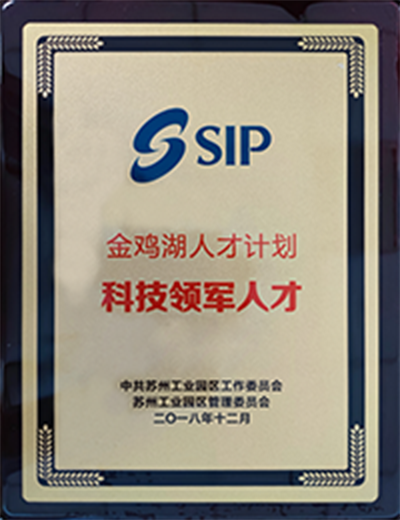 SIP
金鸡湖人才计划
科技领军人才
中共苏州工业园区工作委员会
苏州工业园区管理委员会
二〇一八年十二月